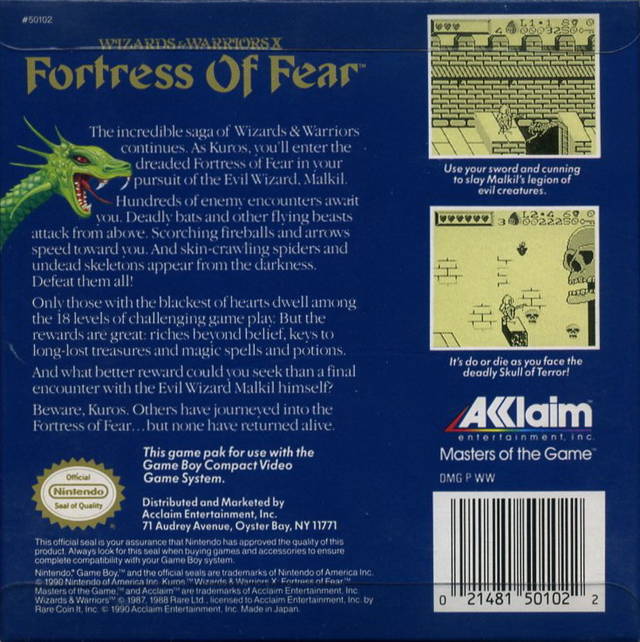 #50102
WIZARDS & WARRIORS X
Fortress Of Fear™
The incredible saga of Wizards & Warriors
continues. As Kuros, you'll enter the
dreaded Fortress of Fear in your
pursuit of the Evil Wizard, Malkil.
Hundreds of enemy encounters await
you. Deadly bats and other flying beasts
attack from above. Scorching fireballs and arrows
speed toward you. And skin-crawling spiders and
undead skeletons appear from the darkness.
Defeat them all!
Only those with the blackest of hearts dwell among
the 18 levels of challenging game play. But the
rewards are great: riches beyond belief, keys to
long-lost treasures and magic spells and potions.
And what better reward could you seek than a final
encounter with the Evil Wizard Malkil himself?
Beware, Kuros. Others have journeyed into the
Fortress of Fear...but none have returned alive.
This game pak for use with the
Game Boy Compact Video
Game System.
Distributed and Marketed by
Acclaim Entertainment, Inc.
71 Audrey Avenue, Oyster Bay, NY 11771
Official
Nintendo
Seal of Quality
This official seal is your assurance that Nintendo has approved the quality of this
product. Always look for this seal when buying games and accessories to ensure
complete compatibility with your Game Boy system.
Nintendo,® Game Boy,™ and the official seals are trademarks of Nintendo of America Inc.
© 1990 Nintendo of America Inc. Kuros,™ Wizards & Warriors X: Fortress of Fear,™
Masters of the Game,™ and Acclaim™ are trademarks of Acclaim Entertainment, Inc.
Wizards & Warriors™ © 1987, 1988 Rare Ltd., licensed to Acclaim Entertainment, Inc. by
Rare Coin It, Inc. © 1990 Acclaim Entertainment, Inc. Made in Japan.
L1-1
Use your sword and cunning
to slay Malkil's legion of
evil creatures.
L2-4
It's do or die as you face the
deadly Skull of Terror!
AKlaim
entertainment, inc.
Masters of the Game™
DMG P WW
0 21481 50102 2